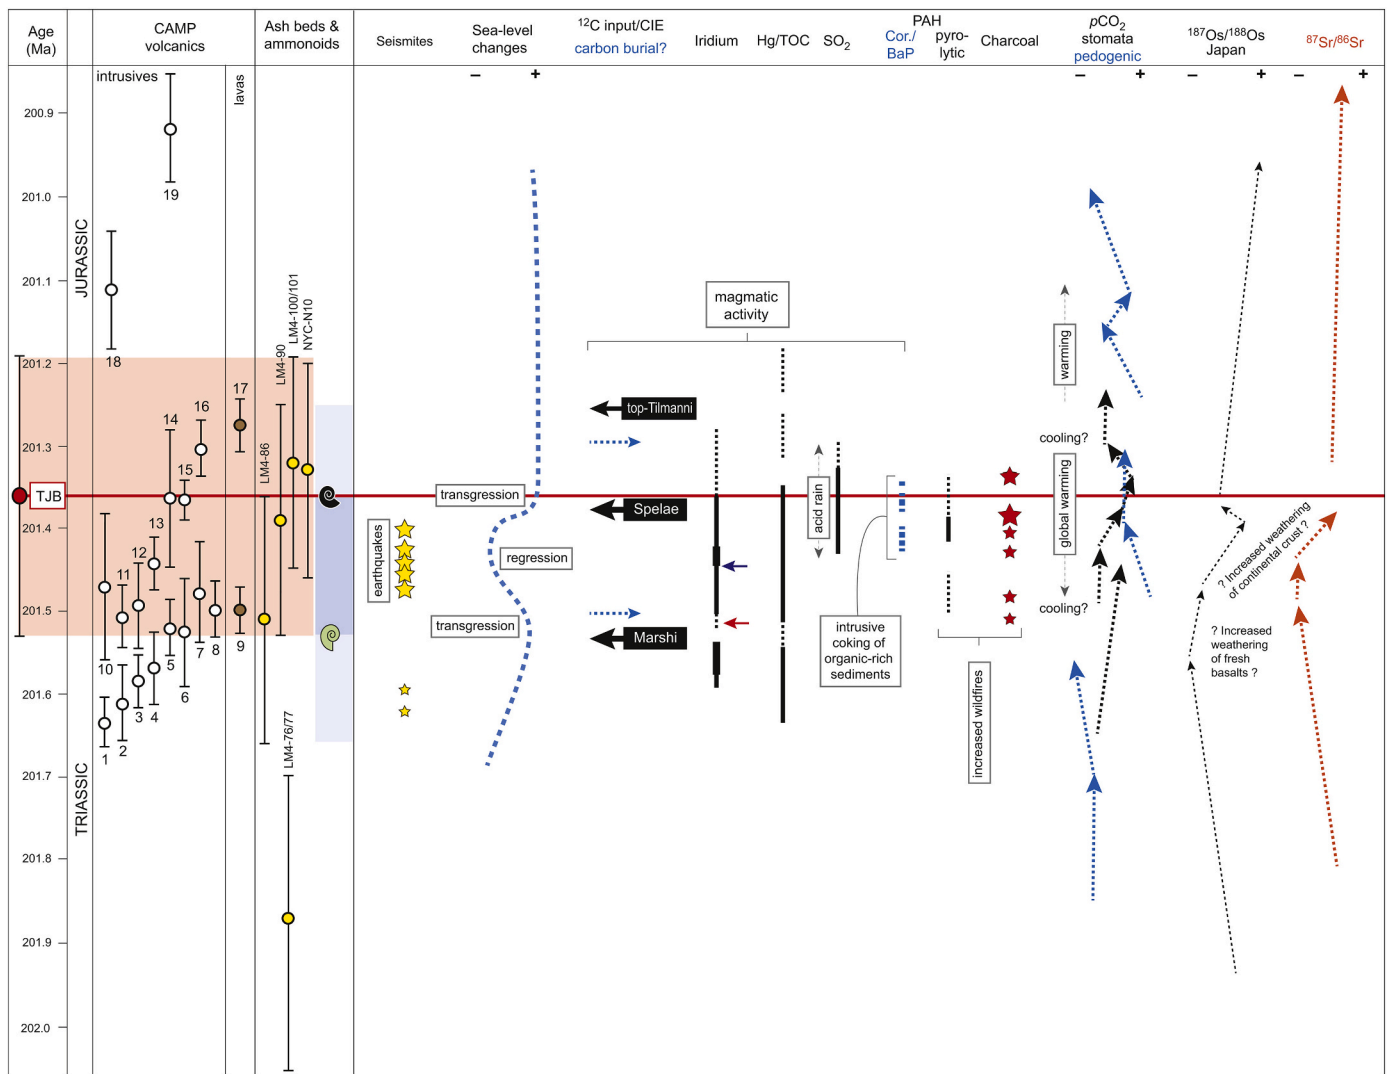 Age
(Ma)
CAMP
volcanics
Ash beds &
ammonoids
Seismites
Sea-level
changes
12C input/CIE
carbon burial?
Iridium
Hg/TOC
SO2
PAH
Cor./
BaP
pyro-
lytic
Charcoal
pCO2
stomata
pedogenic
187Os/188Os
Japan
87Sr/86Sr
intrusives
lavas
– +
– +
– +
– +
200.9
201.0
201.1
201.2
201.3
201.4
201.5
201.6
201.7
201.8
201.9
202.0
JURASSIC
TRIASSIC
TJB
19
18
17
16
14
15
13
12
11
10
9
8
7
6
5
4
3
2
1
LM4-100/101
NYC-N10
LM4-90
LM4-86
LM4-76/77
earthquakes
transgression
regression
transgression
magmatic
activity
top-Tilmanni
Spelae
Marshi
acid rain
intrusive
coking of
organic-rich
sediments
increased wildfires
warming
cooling?
global warming
cooling?
? Increased weathering
of continental crust ?
? Increased
weathering
of fresh
basalts ?